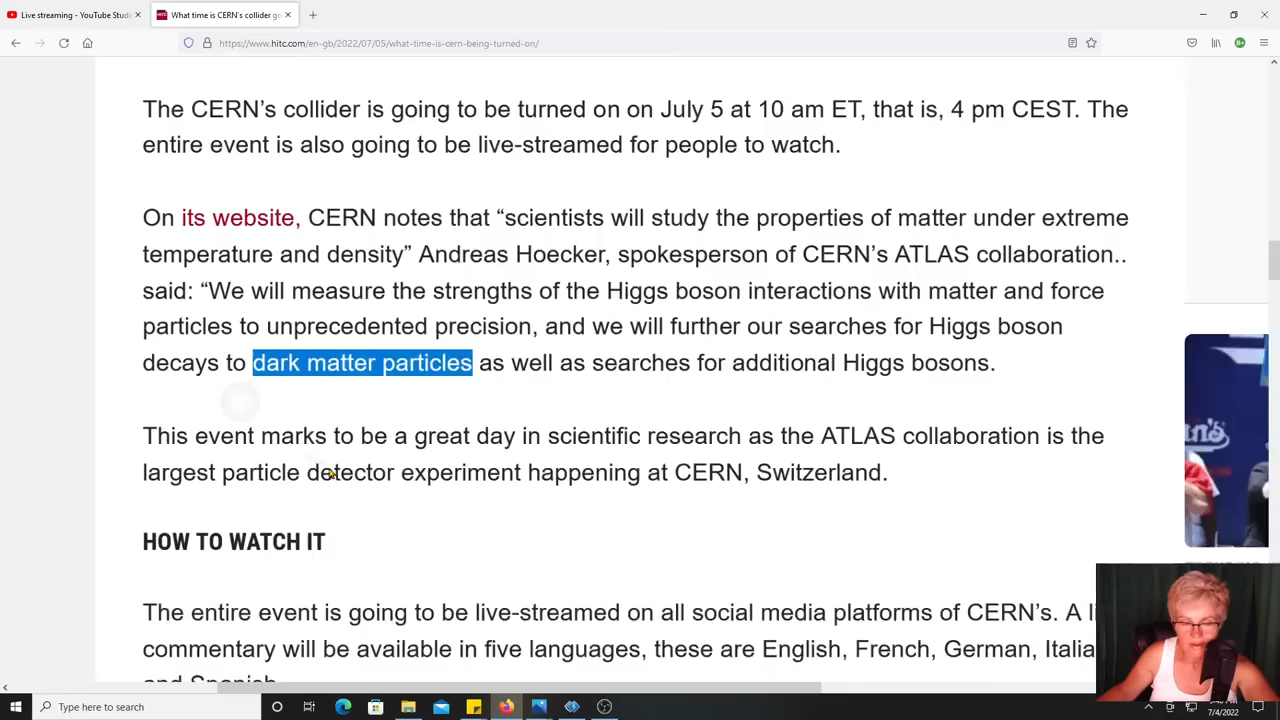 Live streaming - YouTube Studi
What time is CERN's collider go
https://www.hitc.com/en-gb/2022/07/05/what-time-is-cern-being-turned-on/
The CERN’s collider is going to be turned on on July 5 at 10 am ET, that is, 4 pm CEST. The
entire event is also going to be live-streamed for people to watch.
On its website, CERN notes that “scientists will study the properties of matter under extreme
temperature and density” Andreas Hoecker, spokesperson of CERN’s ATLAS collaboration..
said: “We will measure the strengths of the Higgs boson interactions with matter and force
particles to unprecedented precision, and we will further our searches for Higgs boson
decays to dark matter particles as well as searches for additional Higgs bosons.
This event marks to be a great day in scientific research as the ATLAS collaboration is the
largest particle detector experiment happening at CERN, Switzerland.
HOW TO WATCH IT
The entire event is going to be live-streamed on all social media platforms of CERN’s. A li
commentary will be available in five languages, these are English, French, German, Italia
and Spanish
Type here to search
7/4/2022